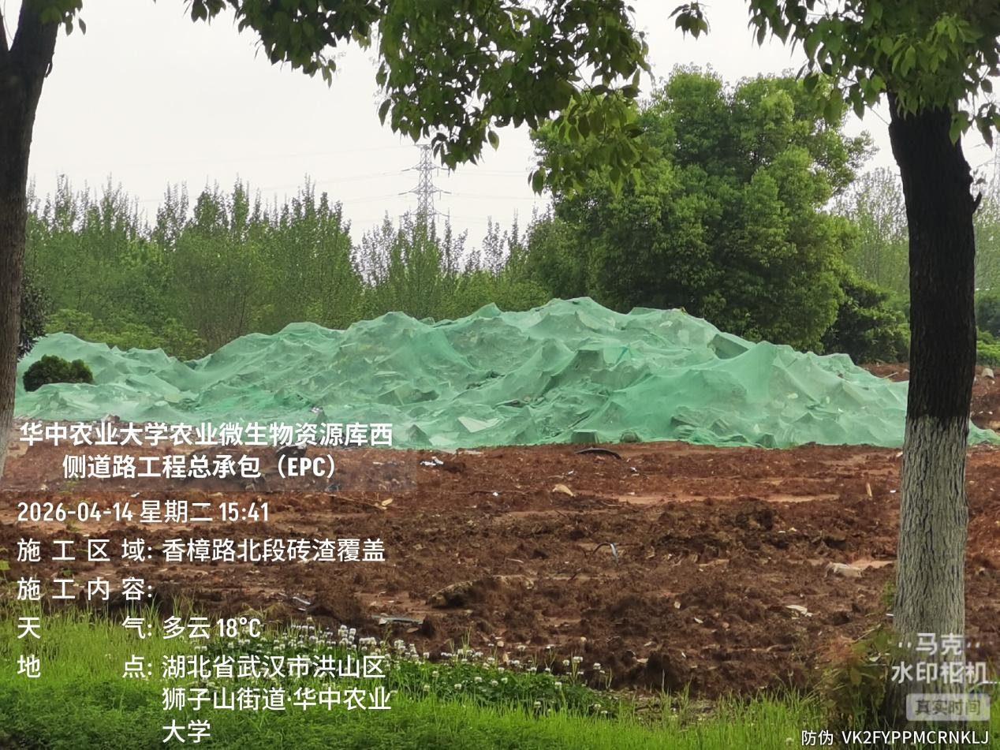 华中农业大学农业微生物资源库西
侧道路工程总承包（EPC）
2026-04-14 星期二 15:41
施工区域: 香樟路北段砖渣覆盖
施工内容:
天气: 多云 18℃
地点: 湖北省武汉市洪山区
狮子山街道·华中农业
大学
马克
水印相机
真实时间
防伪 VK2FYPPMCRNKLJ